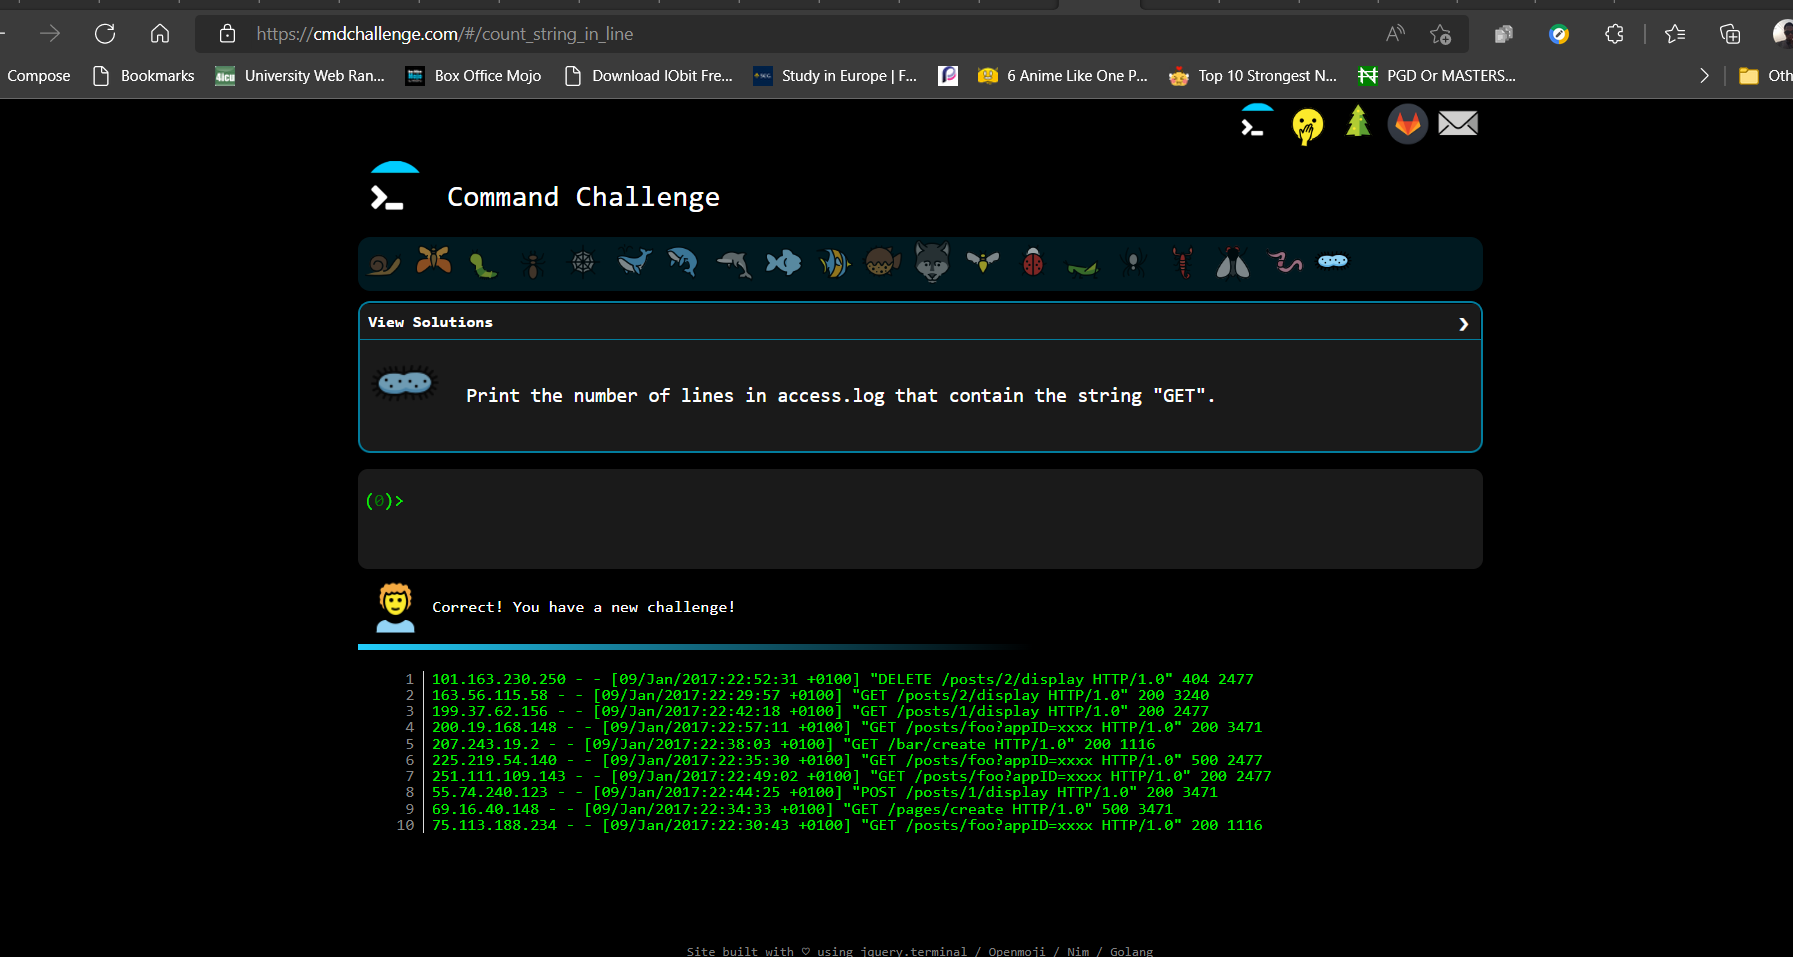 https://cmdchallenge.com/#/count_string_in_line
Compose Bookmarks 4icu University Web Ran... Box Office Mojo Download IObit Fre... Study in Europe | F... 6 Anime Like One P... Top 10 Strongest N... PGD Or MASTERS... Oth
Command Challenge
View Solutions
Print the number of lines in access.log that contain the string "GET".
(0)>
Correct! You have a new challenge!
1 101.163.230.250 - - [09/Jan/2017:22:52:31 +0100] "DELETE /posts/2/display HTTP/1.0" 404 2477
2 163.56.115.58 - - [09/Jan/2017:22:29:57 +0100] "GET /posts/2/display HTTP/1.0" 200 3240
3 199.37.62.156 - - [09/Jan/2017:22:42:18 +0100] "GET /posts/1/display HTTP/1.0" 200 2477
4 200.19.168.148 - - [09/Jan/2017:22:57:11 +0100] "GET /posts/foo?appID=xxxx HTTP/1.0" 200 3471
5 207.243.19.2 - - [09/Jan/2017:22:38:03 +0100] "GET /bar/create HTTP/1.0" 200 1116
6 225.219.54.140 - - [09/Jan/2017:22:35:30 +0100] "GET /posts/foo?appID=xxxx HTTP/1.0" 500 2477
7 251.111.109.143 - - [09/Jan/2017:22:49:02 +0100] "GET /posts/foo?appID=xxxx HTTP/1.0" 200 2477
8 55.74.240.123 - - [09/Jan/2017:22:44:25 +0100] "POST /posts/1/display HTTP/1.0" 200 3471
9 69.16.40.148 - - [09/Jan/2017:22:34:33 +0100] "GET /pages/create HTTP/1.0" 500 3471
10 75.113.188.234 - - [09/Jan/2017:22:30:43 +0100] "GET /posts/foo?appID=xxxx HTTP/1.0" 200 1116
Site built with ♡ using jquery.terminal / Openmoji / Nim / Golang